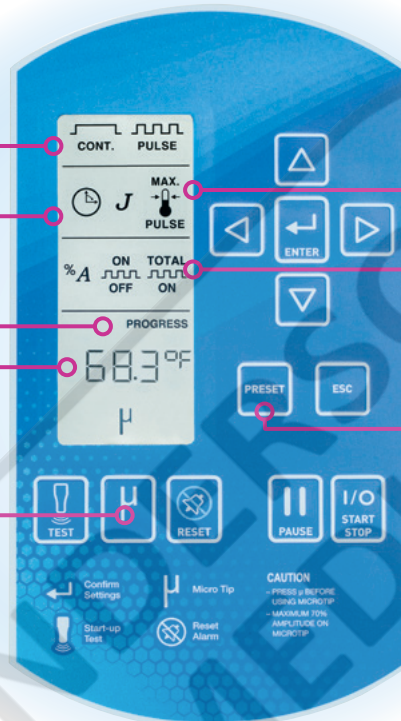 CONT. PULSE
MAX.
J
PULSE
ON TOTAL
%A
OFF ON
PROGRESS
68.3°F
µ
ENTER
PRESET ESC
TEST
µ
RESET
PAUSE
I/O
START
STOP
Confirm
Settings
µ Micro Tip
Start-up
Test
Reset
Alarm
CAUTION
– PRESS µ BEFORE
USING MICROTIP
– MAXIMUM 70%
AMPLITUDE ON
MICROTIP